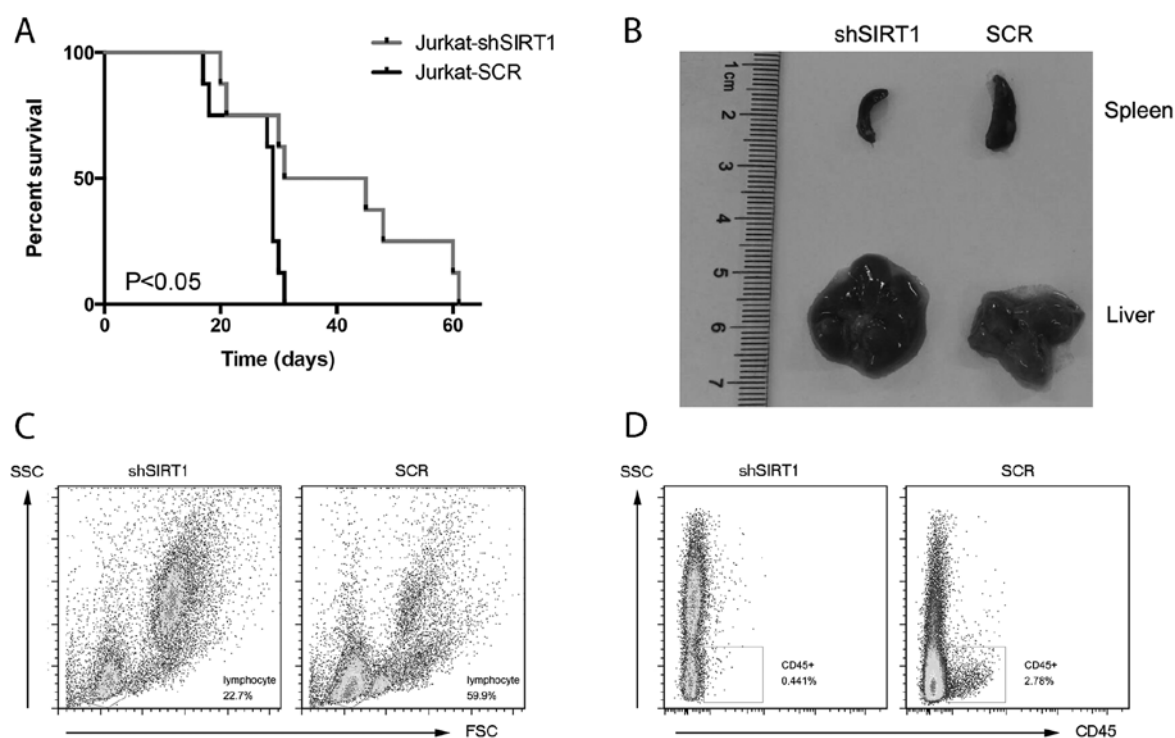 A
Jurkat-shSIRT1
Jurkat-SCR
100
50
0
Percent survival
P<0.05
0 20 40 60
Time (days)
B
shSIRT1 SCR
1 cm
2
3
4
5
6
7
Spleen
Liver
C
SSC
shSIRT1
SCR
lymphocyte
22.7%
lymphocyte
59.9%
FSC
D
SSC
shSIRT1
SCR
CD45+
0.441%
CD45+
2.78%
CD45